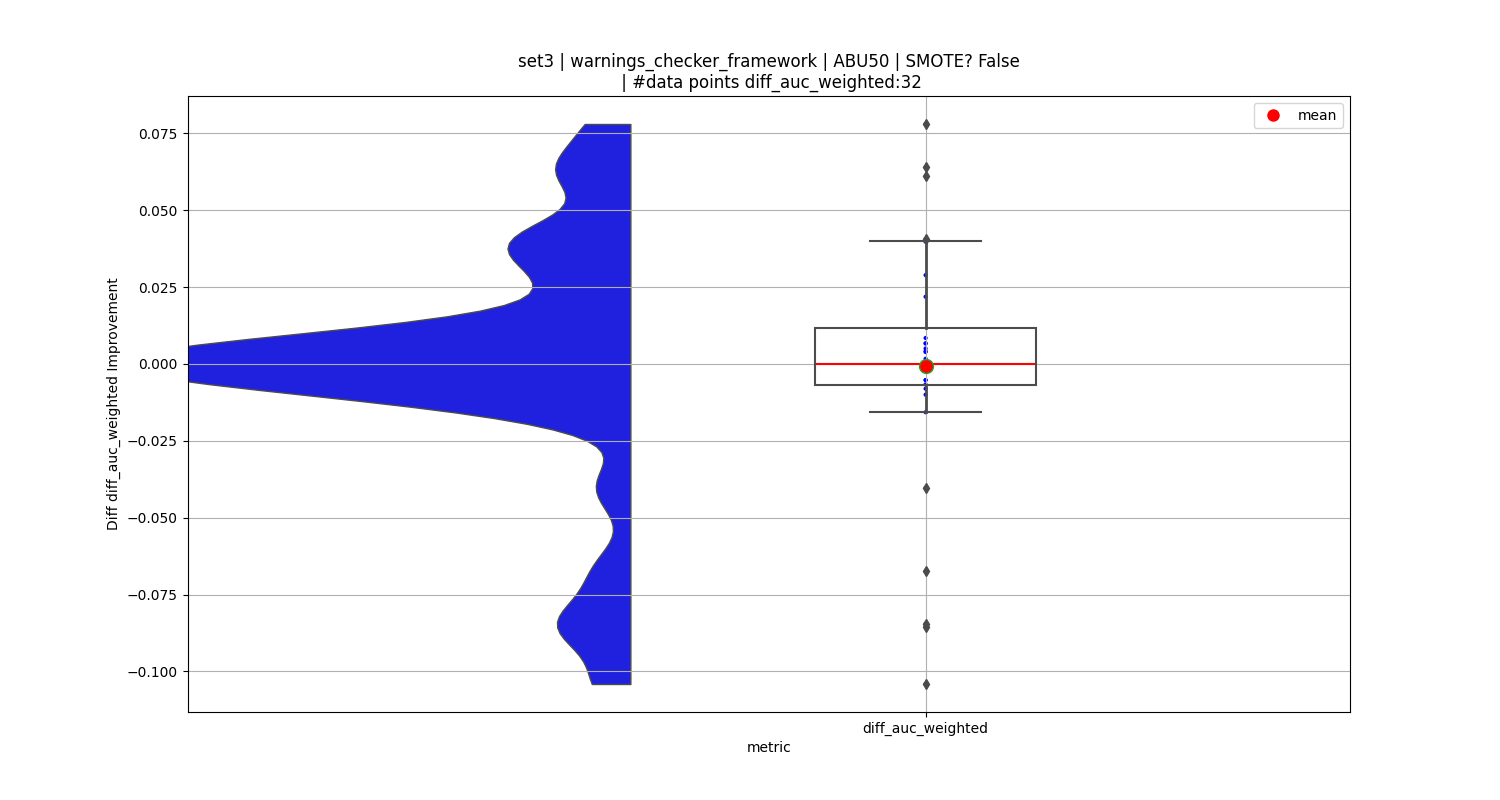 set3 | warnings_checker_framework | ABU50 | SMOTE? False
| #data points diff_auc_weighted:32
mean
0.075
0.050
0.025
0.000
−0.025
−0.050
−0.075
−0.100
Diff diff_auc_weighted Improvement
diff_auc_weighted
metric